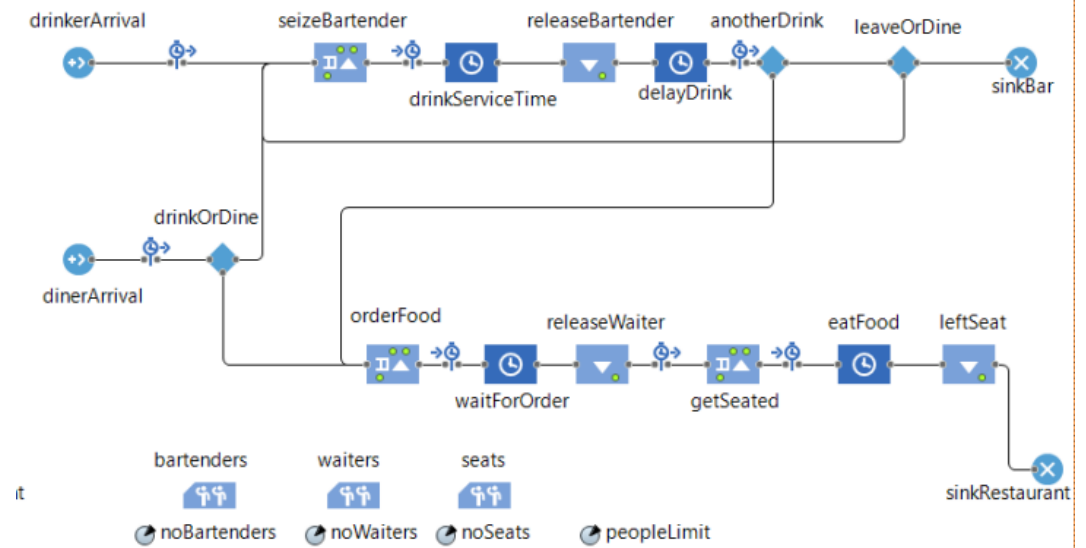 drinkerArrival
seizeBartender
releaseBartender
anotherDrink
leaveOrDine
drinkServiceTime
delayDrink
sinkBar
drinkOrDine
dinerArrival
orderFood
releaseWaiter
eatFood
leftSeat
waitForOrder
getSeated
bartenders
waiters
seats
sinkRestaurant
noBartenders
noWaiters
noSeats
peopleLimit